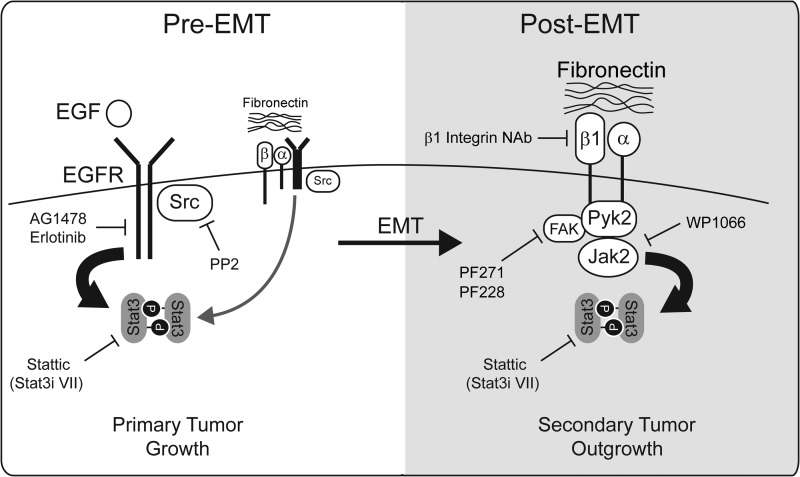 Pre-EMT
Post-EMT
EGF
Fibronectin
β
α
EGFR
Src
Src
AG1478
Erlotinib
PP2
Stat3
P
P
Stat3
Stattic
(Stat3i VII)
Primary Tumor
Growth
EMT
Fibronectin
β1 Integrin NAb
β1
α
FAK
Pyk2
Jak2
WP1066
PF271
PF228
Stat3
P
P
Stat3
Stattic
(Stat3i VII)
Secondary Tumor
Outgrowth